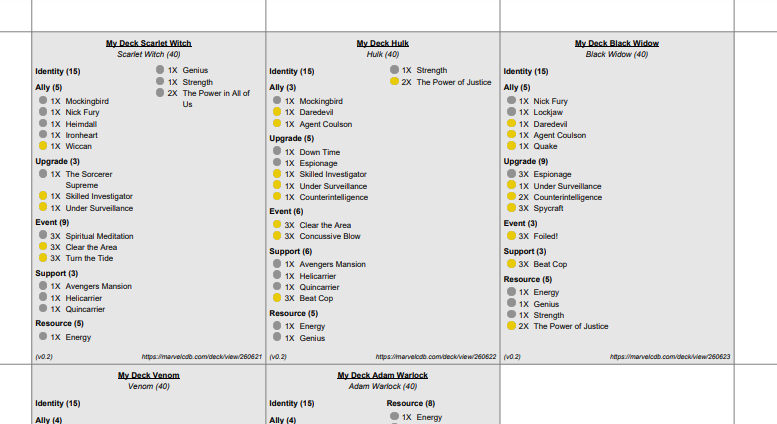 My Deck Scarlet Witch
Scarlet Witch (40)
Identity (15)
Ally (5)
1X Mockingbird
1X Nick Fury
1X Heimdall
1X Ironheart
1X Wiccan
Upgrade (3)
1X The Sorcerer
Supreme
1X Skilled Investigator
1X Under Surveillance
Event (9)
3X Spiritual Meditation
3X Clear the Area
3X Turn the Tide
Support (3)
1X Avengers Mansion
1X Helicarrier
1X Quincarrier
Resource (5)
1X Energy
1X Genius
1X Strength
2X The Power in All of
Us
(v0.2) https://marvelcdb.com/deck/view/260621
My Deck Hulk
Hulk (40)
Identity (15)
Ally (3)
1X Mockingbird
1X Daredevil
1X Agent Coulson
Upgrade (5)
1X Down Time
1X Espionage
1X Skilled Investigator
1X Under Surveillance
1X Counterintelligence
Event (6)
3X Clear the Area
3X Concussive Blow
Support (6)
1X Avengers Mansion
1X Helicarrier
1X Quincarrier
3X Beat Cop
Resource (5)
1X Energy
1X Genius
1X Strength
2X The Power of Justice
(v0.2) https://marvelcdb.com/deck/view/260622
My Deck Black Widow
Black Widow (40)
Identity (15)
Ally (5)
1X Nick Fury
1X Lockjaw
1X Daredevil
1X Agent Coulson
1X Quake
Upgrade (9)
3X Espionage
1X Under Surveillance
2X Counterintelligence
3X Spycraft
Event (3)
3X Foiled!
Support (3)
3X Beat Cop
Resource (5)
1X Energy
1X Genius
1X Strength
2X The Power of Justice
(v0.2) https://marvelcdb.com/deck/view/260623
My Deck Venom
Venom (40)
Identity (15)
Ally (4)
My Deck Adam Warlock
Adam Warlock (40)
Identity (15)
Ally (4)
Resource (8)
1X Energy